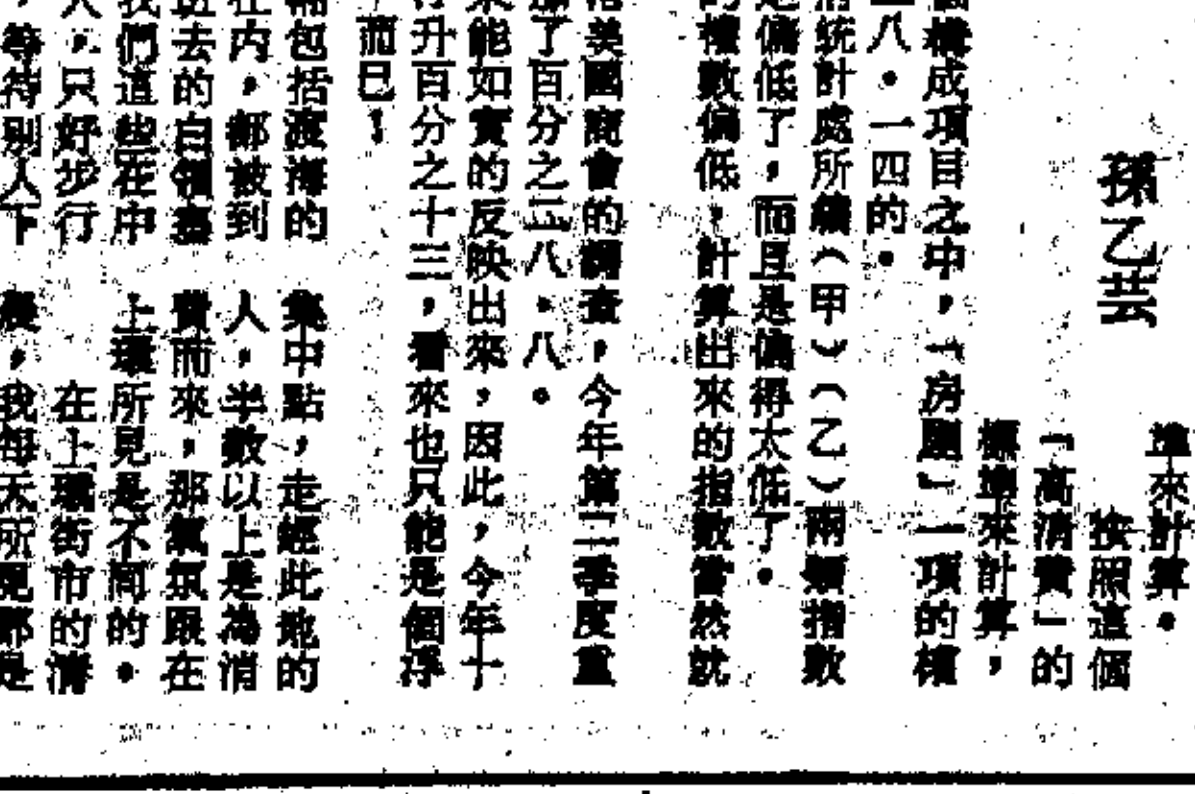 孫乙芸
準來計算。
按照這個
「高消費」的
標準來計算,
構成項目之中,「房屋」一項的權
八.一四的。
統計處所編(甲)(乙)兩類指數
偏低了,而且是偏得太低了。
的權數偏低,計算出來的指數當然就
美國商會的調查,今年第二季度重
了百分之二八.八。
能如實的反映出來,因此,今年十
升百分之十三,看來也只能是個浮
而已!
包括渡海的
在內,都被到
去的白領
我們這些在中
人,只好步行
,等待別人下
集中點,走經此地的
人,半數以上是為消
費而來,那氣氛跟在
上環所見是不同的。
在上環街市的清
晨,我每天所見都是